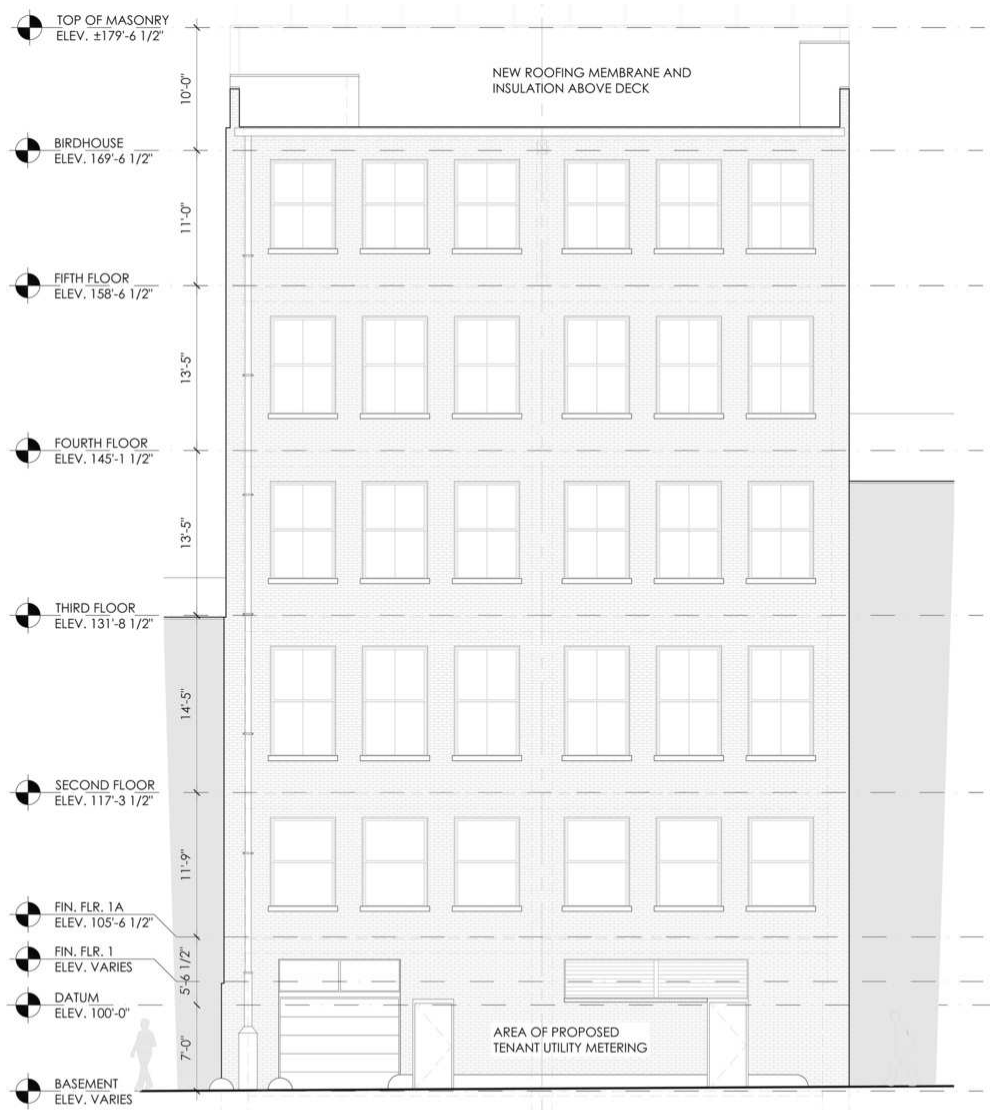 TOP OF MASONRY
ELEV. ±179'-6 1/2"
10'-0"
NEW ROOFING MEMBRANE AND
INSULATION ABOVE DECK
BIRDHOUSE
ELEV. 169'-6 1/2"
11'-0"
FIFTH FLOOR
ELEV. 158'-6 1/2"
13'-5"
FOURTH FLOOR
ELEV. 145'-1 1/2"
13'-5"
THIRD FLOOR
ELEV. 131'-8 1/2"
14'-5"
SECOND FLOOR
ELEV. 117'-3 1/2"
11'-9"
FIN. FLR. 1A
ELEV. 105'-6 1/2"
FIN. FLR. 1
ELEV. VARIES
5'-6 1/2"
DATUM
ELEV. 100'-0"
AREA OF PROPOSED
TENANT UTILITY METERING
7'-0"
BASEMENT
ELEV. VARIES